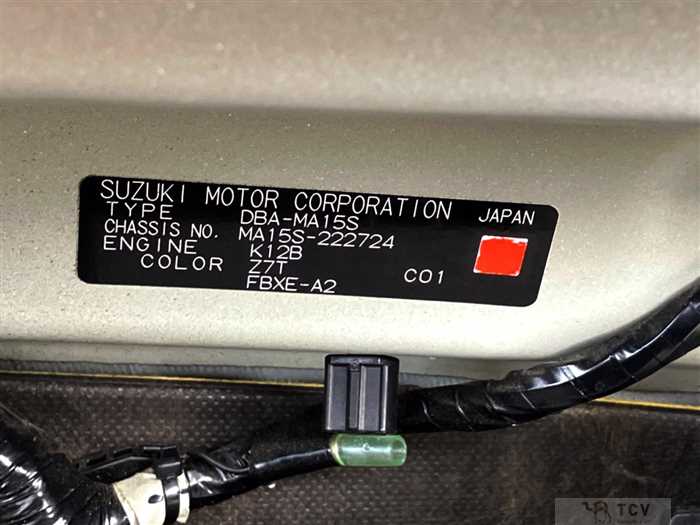 SUZUKI MOTOR CORPORATION JAPAN
TYPE DBA-MA15S
CHASSIS NO. MA15S-222724
ENGINE K12B
COLOR Z7T
FBXE-A2 C01
TCV